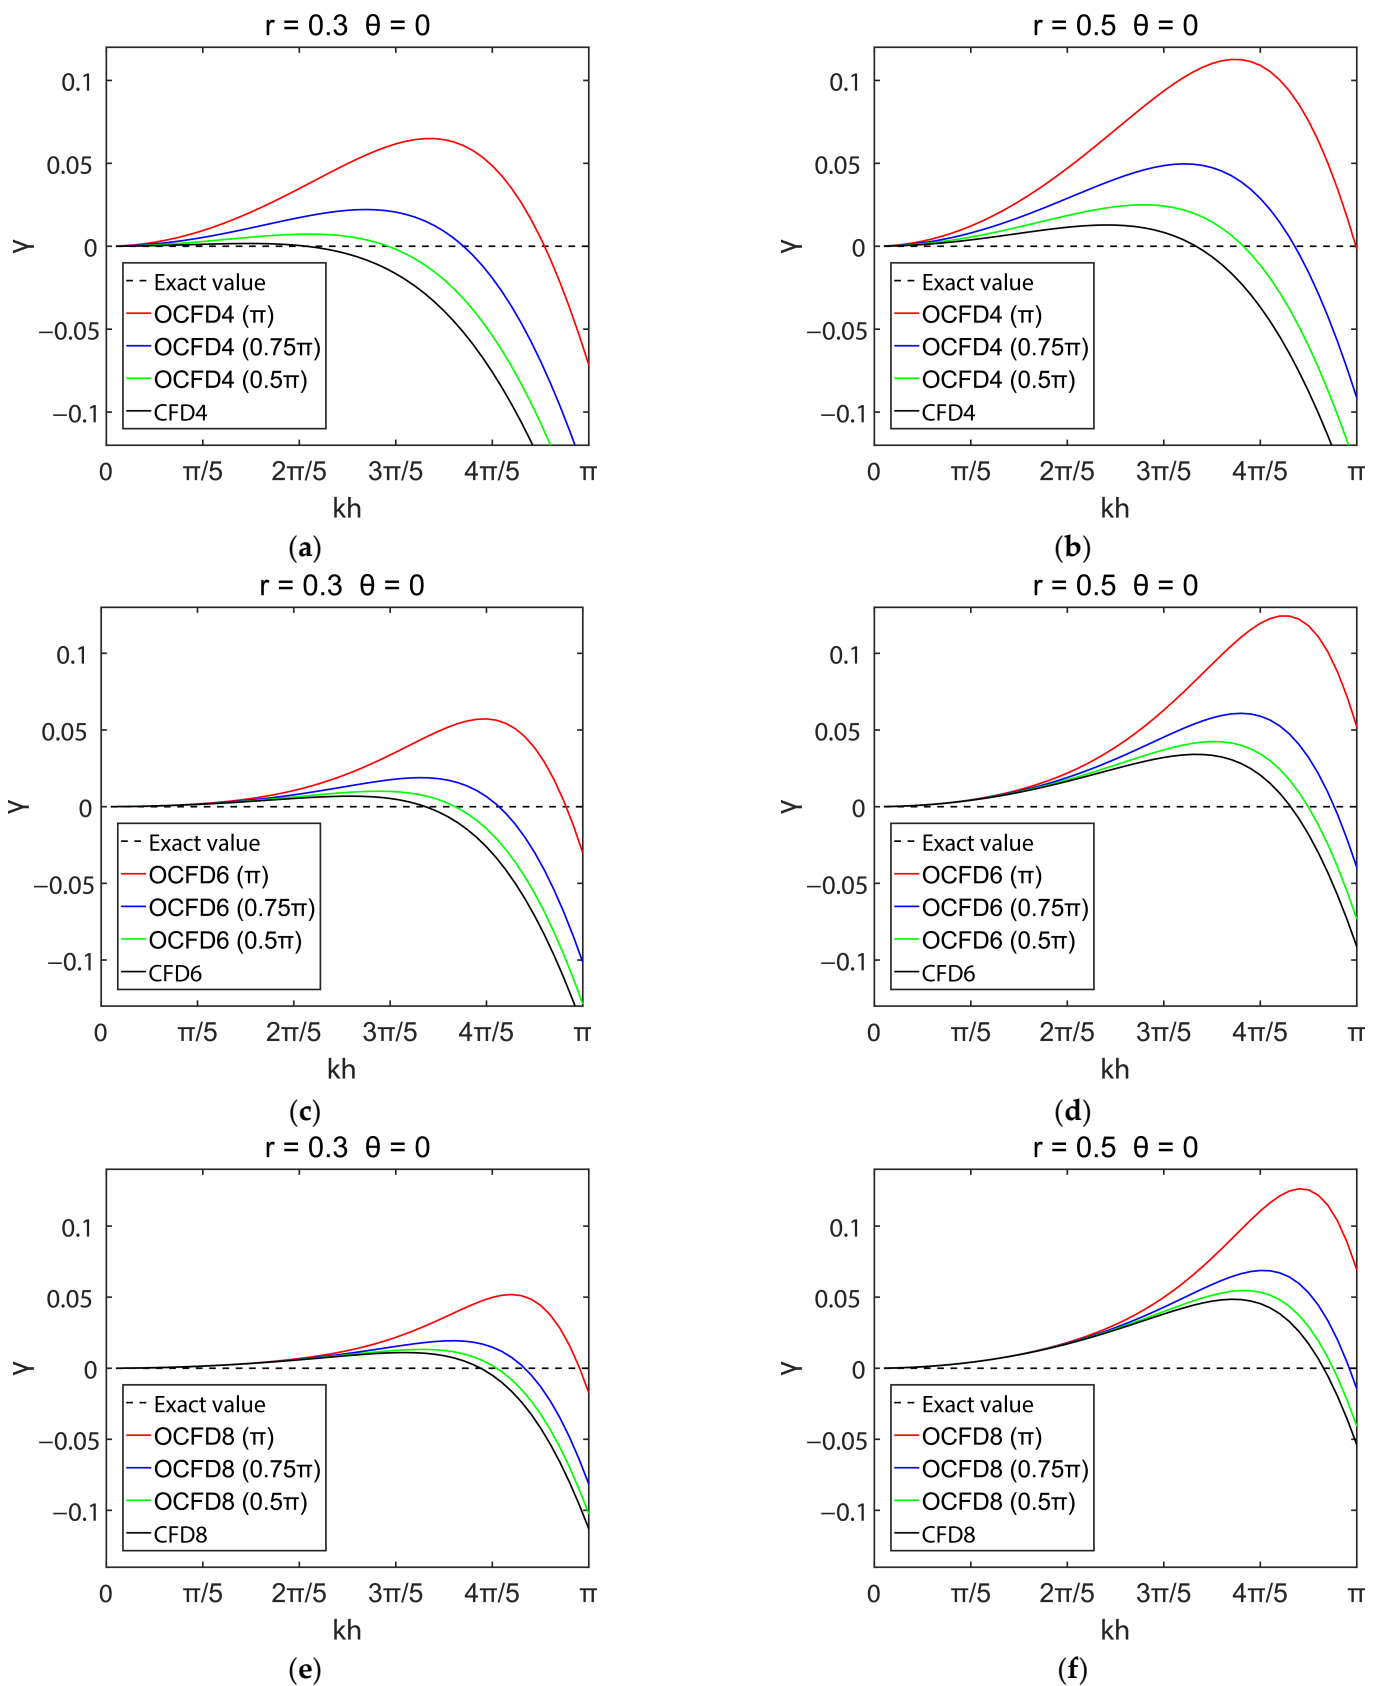 r = 0.3 θ = 0
0.1
0.05
0
−0.05
−0.1
γ
Exact value
OCFD4 (π)
OCFD4 (0.75π)
OCFD4 (0.5π)
CFD4
0 π/5 2π/5 3π/5 4π/5 π
kh
(a)
r = 0.5 θ = 0
0.1
0.05
0
−0.05
−0.1
γ
Exact value
OCFD4 (π)
OCFD4 (0.75π)
OCFD4 (0.5π)
CFD4
0 π/5 2π/5 3π/5 4π/5 π
kh
(b)
r = 0.3 θ = 0
0.1
0.05
0
−0.05
−0.1
γ
Exact value
OCFD6 (π)
OCFD6 (0.75π)
OCFD6 (0.5π)
CFD6
0 π/5 2π/5 3π/5 4π/5 π
kh
(c)
r = 0.5 θ = 0
0.1
0.05
0
−0.05
−0.1
γ
Exact value
OCFD6 (π)
OCFD6 (0.75π)
OCFD6 (0.5π)
CFD6
0 π/5 2π/5 3π/5 4π/5 π
kh
(d)
r = 0.3 θ = 0
0.1
0.05
0
−0.05
−0.1
γ
Exact value
OCFD8 (π)
OCFD8 (0.75π)
OCFD8 (0.5π)
CFD8
0 π/5 2π/5 3π/5 4π/5 π
kh
(e)
r = 0.5 θ = 0
0.1
0.05
0
−0.05
−0.1
γ
Exact value
OCFD8 (π)
OCFD8 (0.75π)
OCFD8 (0.5π)
CFD8
0 π/5 2π/5 3π/5 4π/5 π
kh
(f)